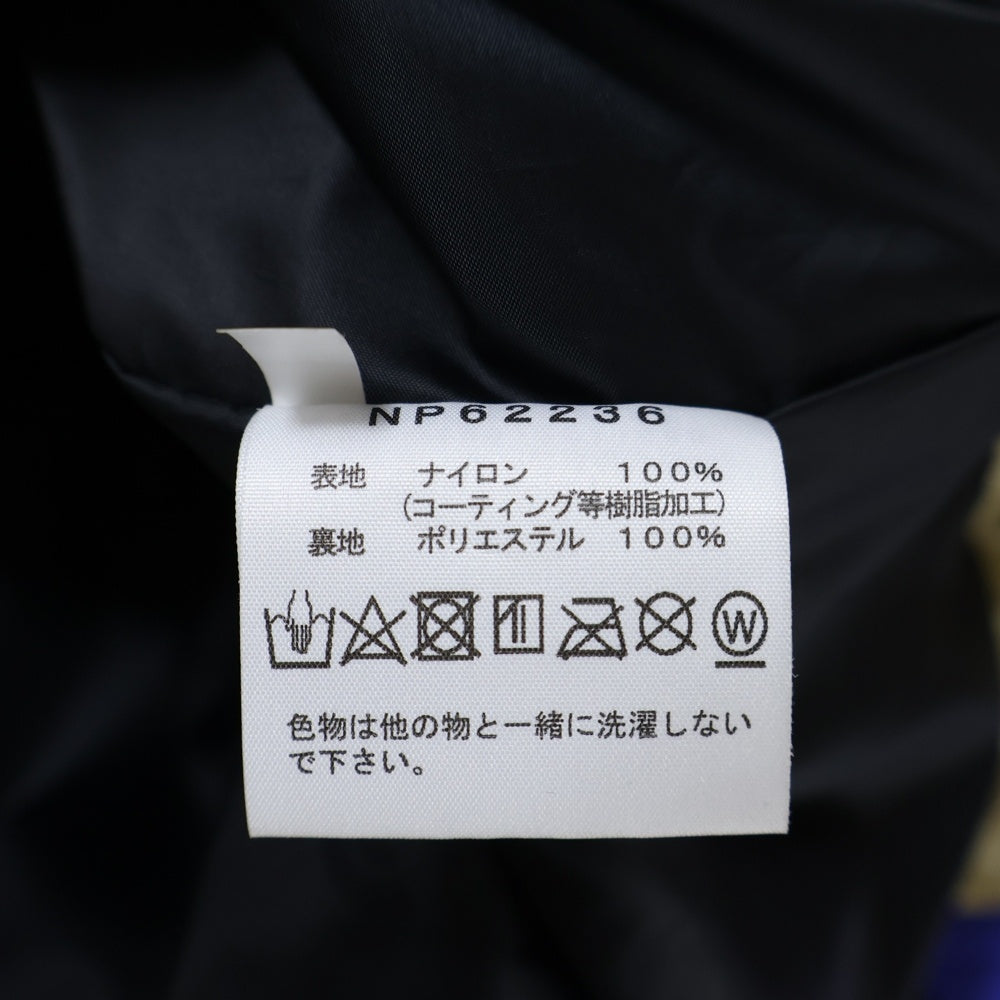 NP62236
表地 ナイロン 100%
(コーティング等樹脂加工)
裏地 ポリエステル 100%
W
色物は他の物と一緒に洗濯しない
で下さい。